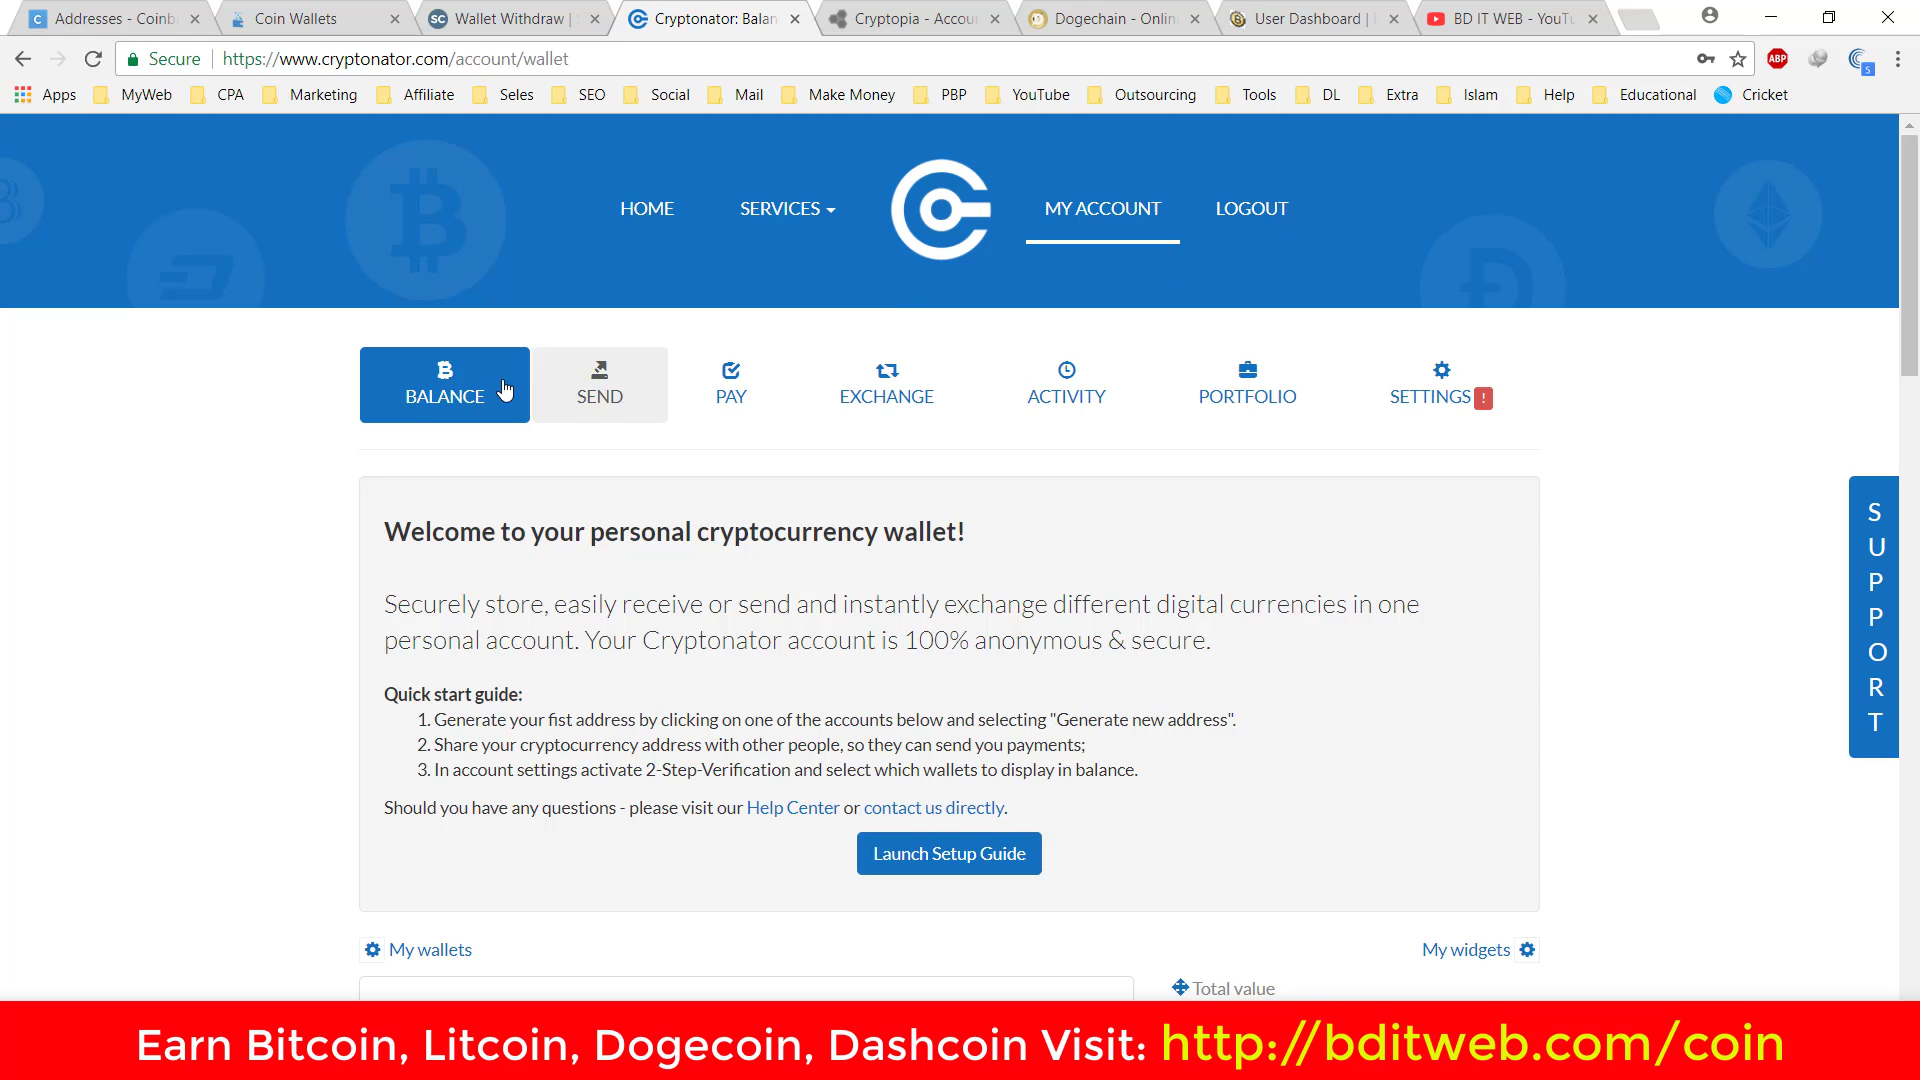 Addresses - Coinb
Coin Wallets
SC Wallet Withdraw |
Cryptonator: Balan
Cryptopia - Accou
Dogechain - Onlin
User Dashboard |
BD IT WEB - YouTu
Secure https://www.cryptonator.com/account/wallet
ABP
5
Apps MyWeb CPA Marketing Affiliate Seles SEO Social Mail Make Money PBP YouTube Outsourcing Tools DL Extra Islam Help Educational Cricket
HOME SERVICES MY ACCOUNT LOGOUT
BALANCE SEND PAY EXCHANGE ACTIVITY PORTFOLIO SETTINGS !
Welcome to your personal cryptocurrency wallet!
Securely store, easily receive or send and instantly exchange different digital currencies in one
personal account. Your Cryptonator account is 100% anonymous & secure.
Quick start guide:
1. Generate your fist address by clicking on one of the accounts below and selecting "Generate new address".
2. Share your cryptocurrency address with other people, so they can send you payments;
3. In account settings activate 2-Step-Verification and select which wallets to display in balance.
Should you have any questions - please visit our Help Center or contact us directly.
Launch Setup Guide
SUPPORT
My wallets
My widgets
Total value
Earn Bitcoin, Litcoin, Dogecoin, Dashcoin Visit: http://bditweb.com/coin